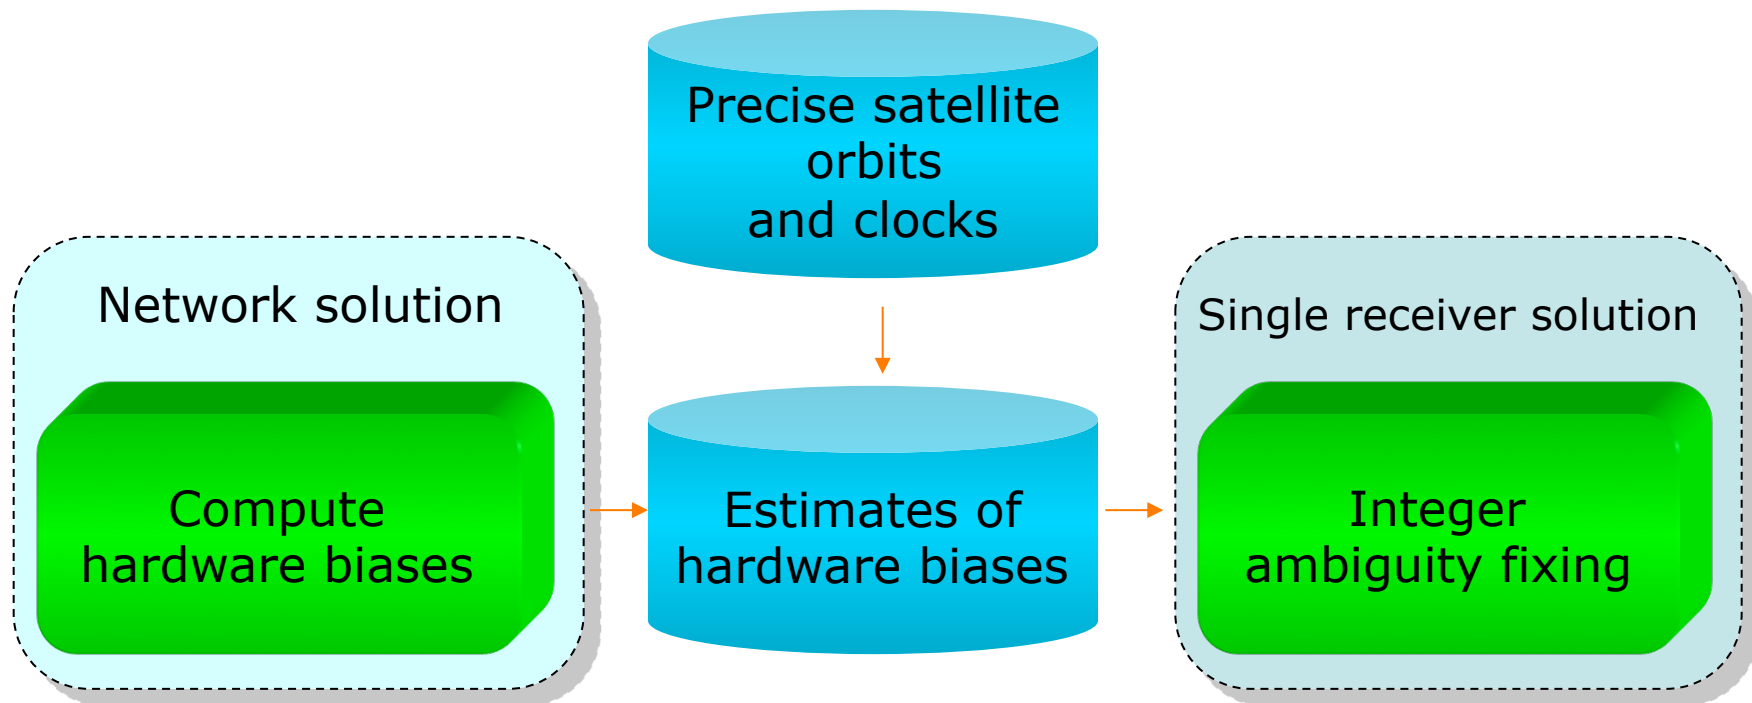 Precise satellite
orbits
and clocks
Network solution
Compute
hardware biases
Estimates of
hardware biases
Single receiver solution
Integer
ambiguity fixing